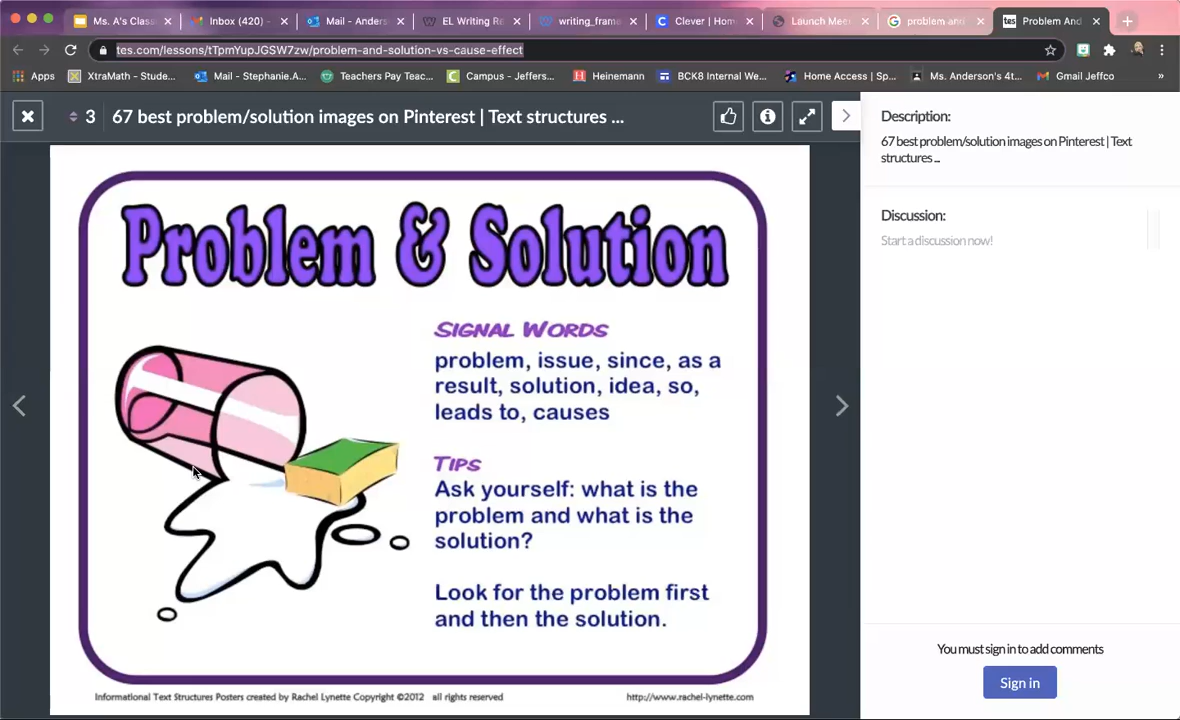 Ms. A's Class
Inbox (420) -
Mail - Anders
EL Writing Re
writing_frame
Clever | Hom
Launch Meet
problem and
Problem And
tes.com/lessons/tTpmYupJGSW7zw/problem-and-solution-vs-cause-effect
Apps
XtraMath - Stude...
Mail - Stephanie.A...
Teachers Pay Teac...
Campus - Jeffers...
Heinemann
BCK8 Internal We...
Home Access | Sp...
Ms. Anderson's 4t...
Gmail Jeffco
»
3
67 best problem/solution images on Pinterest | Text structures ...
Problem & Solution
Signal Words
problem, issue, since, as a
result, solution, idea, so,
leads to, causes
Tips
Ask yourself: what is the
problem and what is the
solution?
Look for the problem first
and then the solution.
Informational Text Structures Posters created by Rachel Lynette Copyright ©2012 all rights reserved
http://www.rachel-lynette.com
Description:
67 best problem/solution images on Pinterest | Text
structures ...
Discussion:
Start a discussion now!
You must sign in to add comments
Sign in